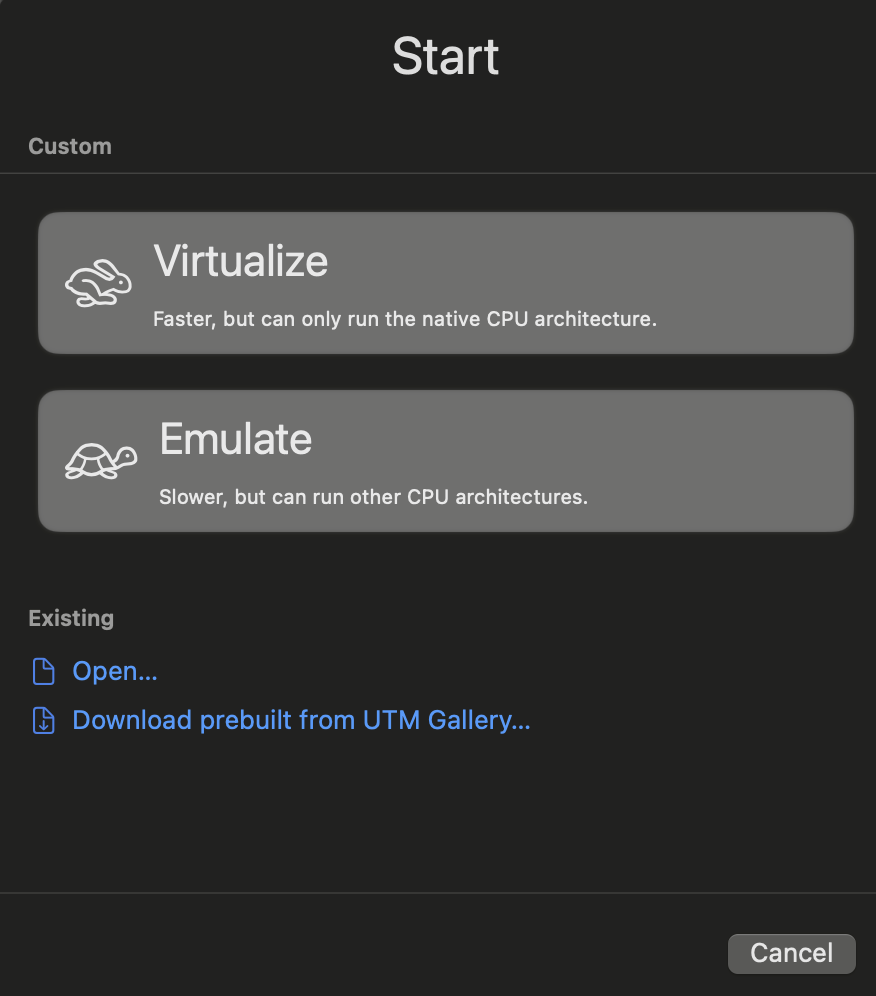 Start
Custom
Virtualize
Faster, but can only run the native CPU architecture.
Emulate
Slower, but can run other CPU architectures.
Existing
Open...
Download prebuilt from UTM Gallery...
Cancel